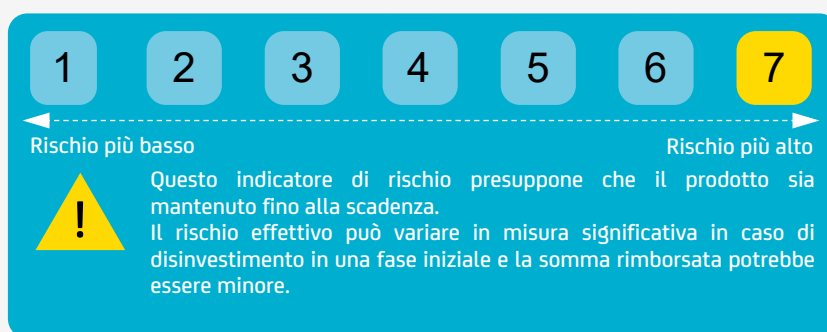 1 2 3 4 5 6 7
Rischio più basso Rischio più alto
!
Questo indicatore di rischio presuppone che il prodotto sia
mantenuto fino alla scadenza.
Il rischio effettivo può variare in misura significativa in caso di
disinvestimento in una fase iniziale e la somma rimborsata potrebbe
essere minore.